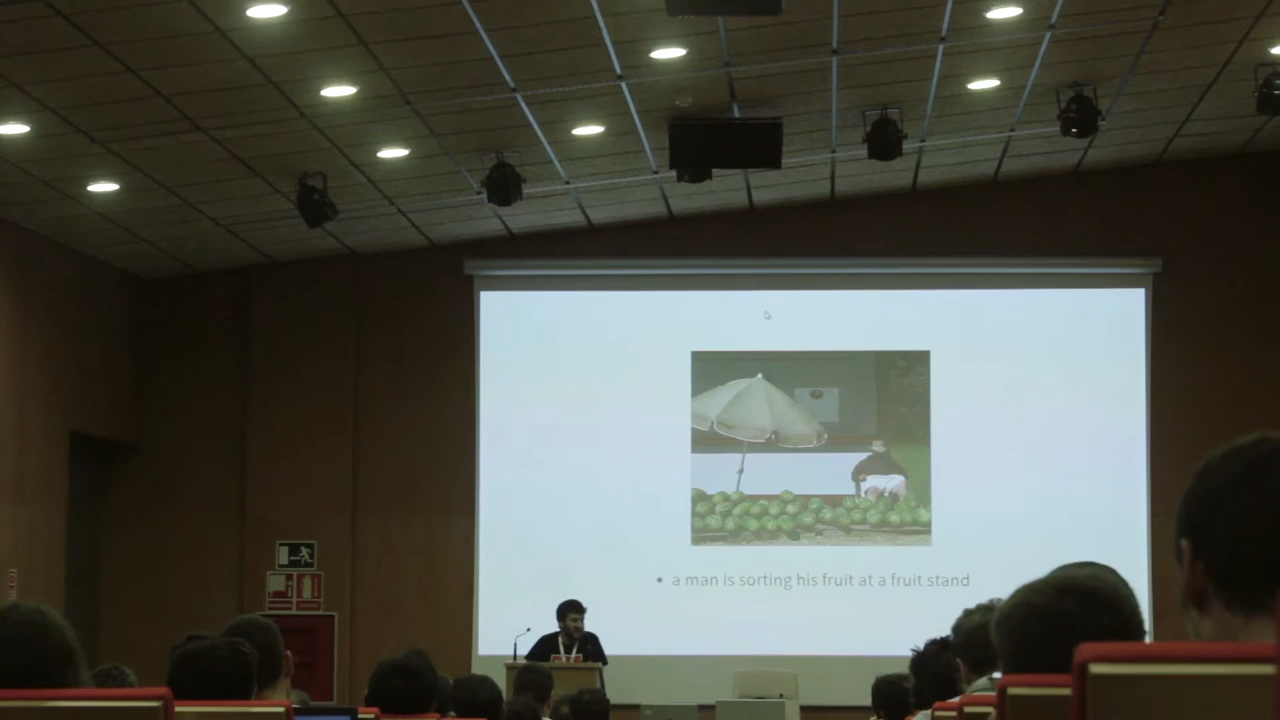 • a man is sorting his fruit at a fruit stand